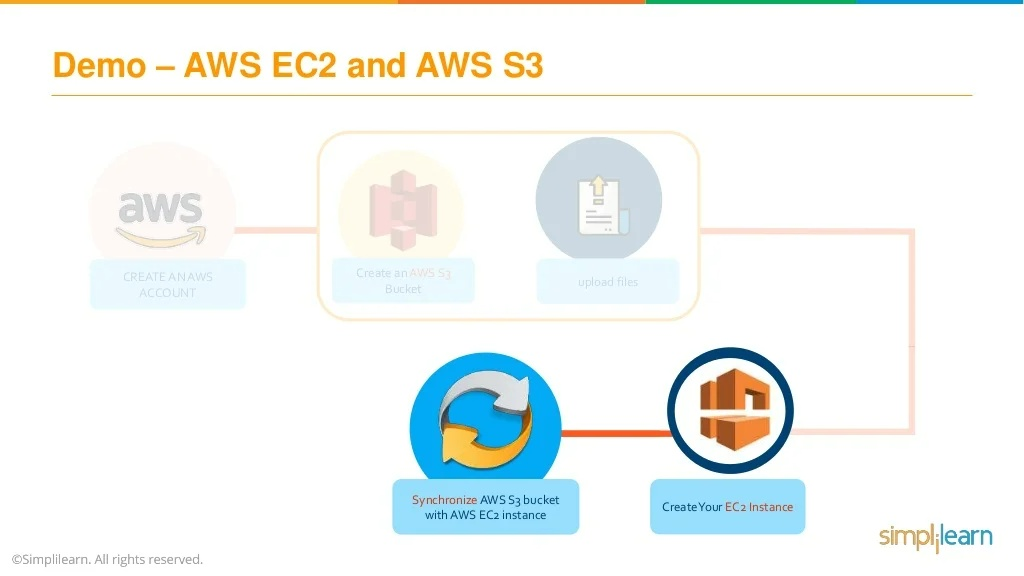 Demo – AWS EC2 and AWS S3
aws
CREATE AN AWS
ACCOUNT
Create an AWS S3
Bucket
upload files
Synchronize AWS S3 bucket
with AWS EC2 instance
Create Your EC2 Instance
simplilearn
©Simplilearn. All rights reserved.